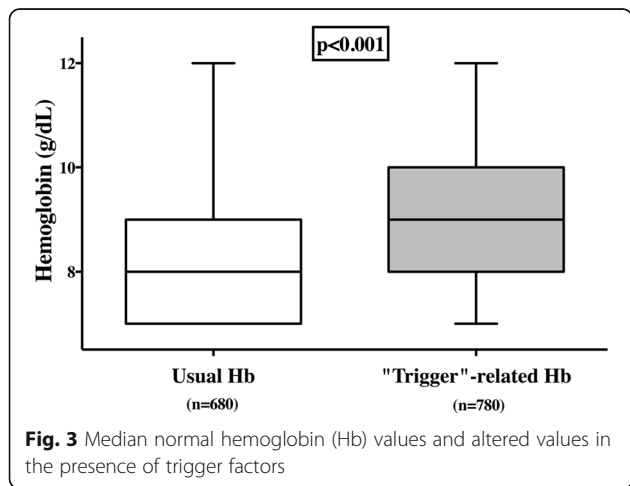 p<0.001
Hemoglobin (g/dL)
12
10
8
Usual Hb
(n=680)
"Trigger"-related Hb
(n=780)
Fig. 3 Median normal hemoglobin (Hb) values and altered values in
the presence of trigger factors